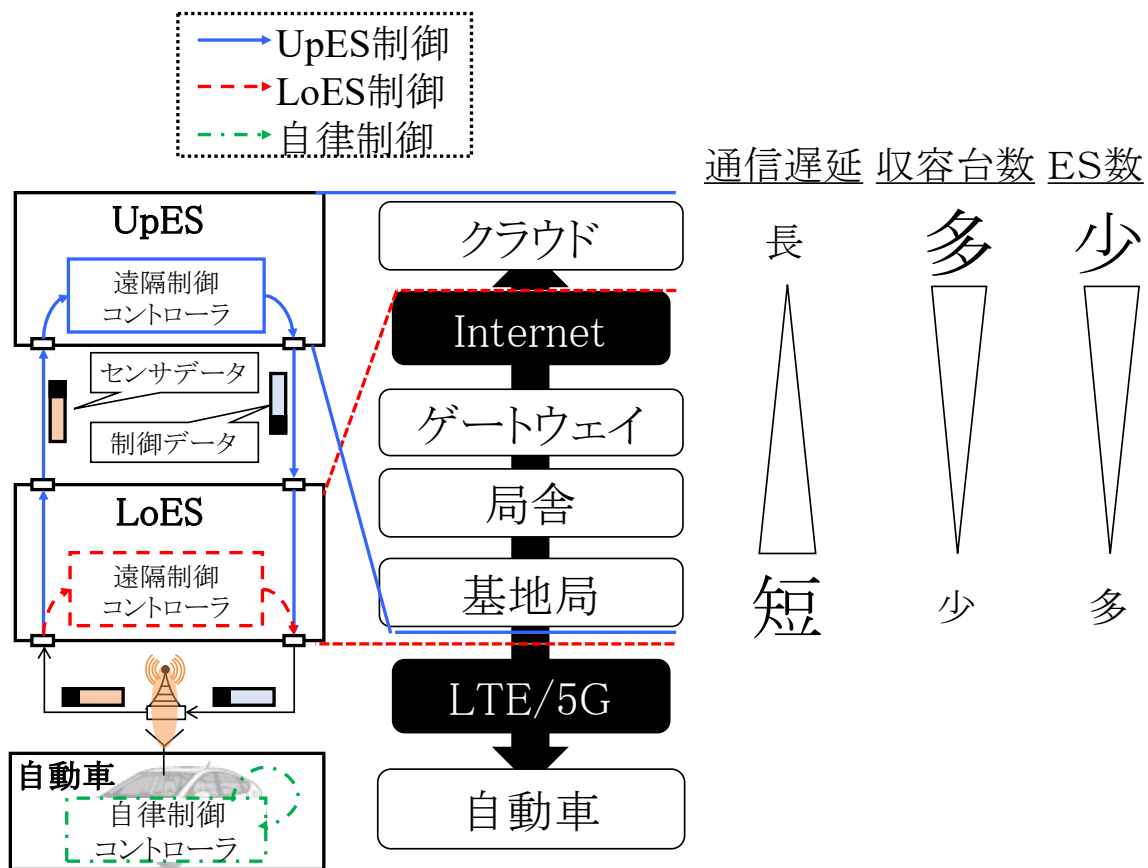 UpES制御
LoES制御
自律制御
通信遅延 収容台数 ES数
UpES
遠隔制御
コントローラ
センサデータ
制御データ
LoES
遠隔制御
コントローラ
自動車
自律制御
コントローラ
クラウド
Internet
ゲートウェイ
局舎
基地局
LTE/5G
自動車
長 多 少
短 少 多